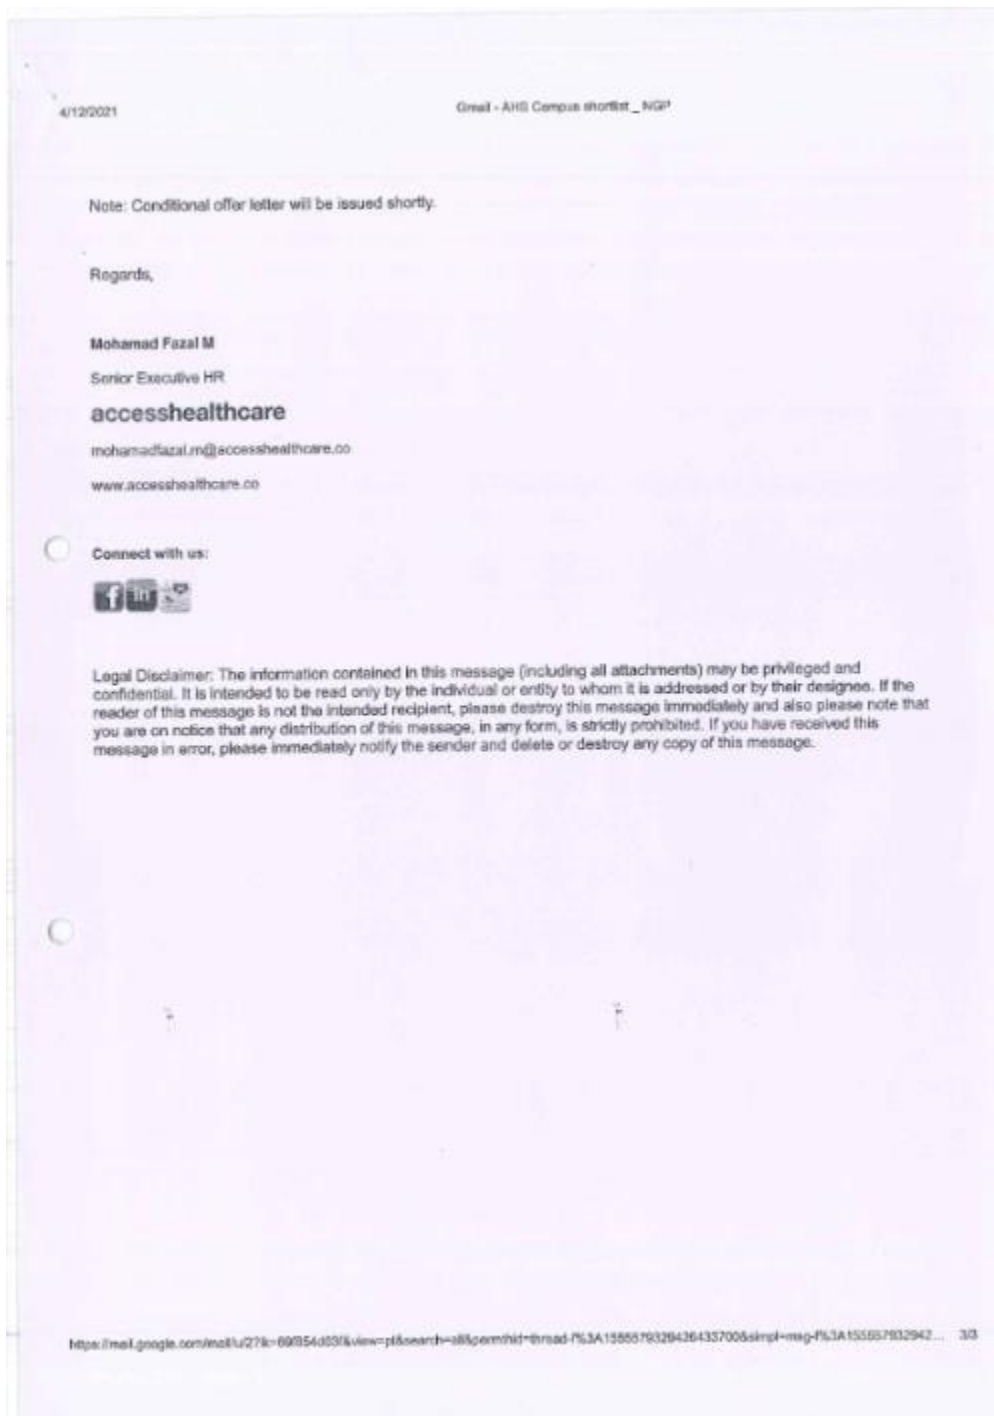 4/12/2021
Gmail - AHS Campus shortlist _ NGP
Note: Conditional offer letter will be issued shortly.
Regards,
Mohamad Fazal M
Senior Executive HR
accesshealthcare
mohamadfazal.m@accesshealthcare.co
www.accesshealthcare.co
Connect with us:
f in
Legal Disclaimer: The information contained in this message (including all attachments) may be privileged and
confidential. It is intended to be read only by the individual or entity to whom it is addressed or by their designee. If the
reader of this message is not the intended recipient, please destroy this message immediately and also please note that
you are on notice that any distribution of this message, in any form, is strictly prohibited. If you have received this
message in error, please immediately notify the sender and delete or destroy any copy of this message.
3/3